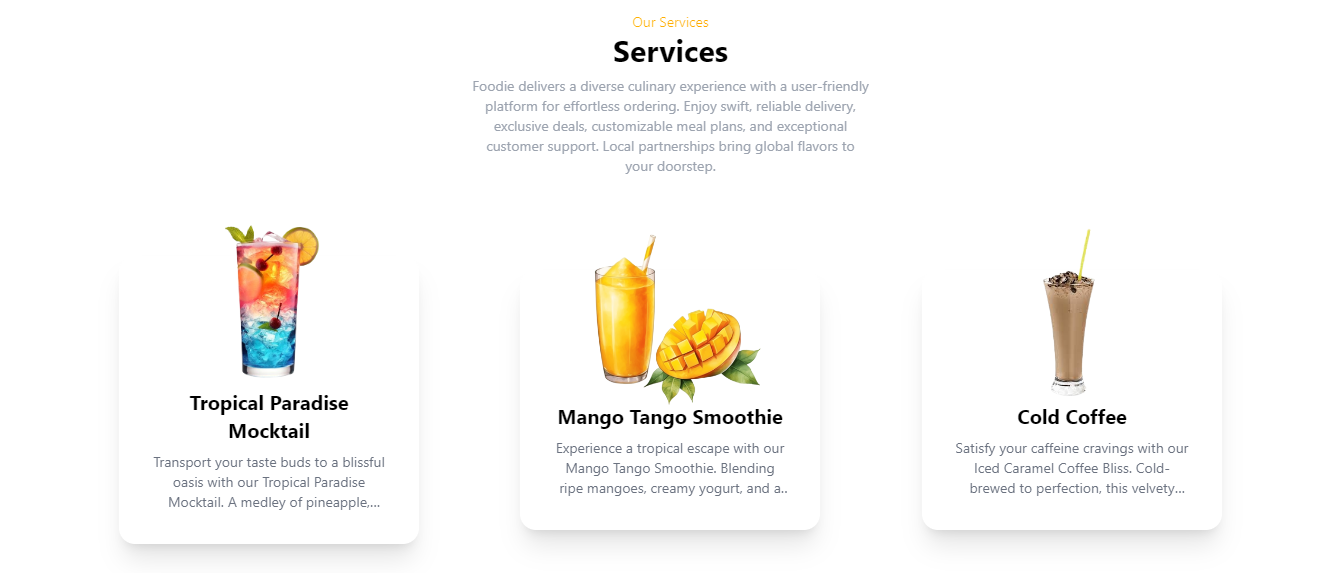 Our Services
Services
Foodie delivers a diverse culinary experience with a user-friendly
platform for effortless ordering. Enjoy swift, reliable delivery,
exclusive deals, customizable meal plans, and exceptional
customer support. Local partnerships bring global flavors to
your doorstep.
Tropical Paradise
Mocktail
Transport your taste buds to a blissful
oasis with our Tropical Paradise
Mocktail. A medley of pineapple,...
Mango Tango Smoothie
Experience a tropical escape with our
Mango Tango Smoothie. Blending
ripe mangoes, creamy yogurt, and a..
Cold Coffee
Satisfy your caffeine cravings with our
Iced Caramel Coffee Bliss. Cold-
brewed to perfection, this velvety...